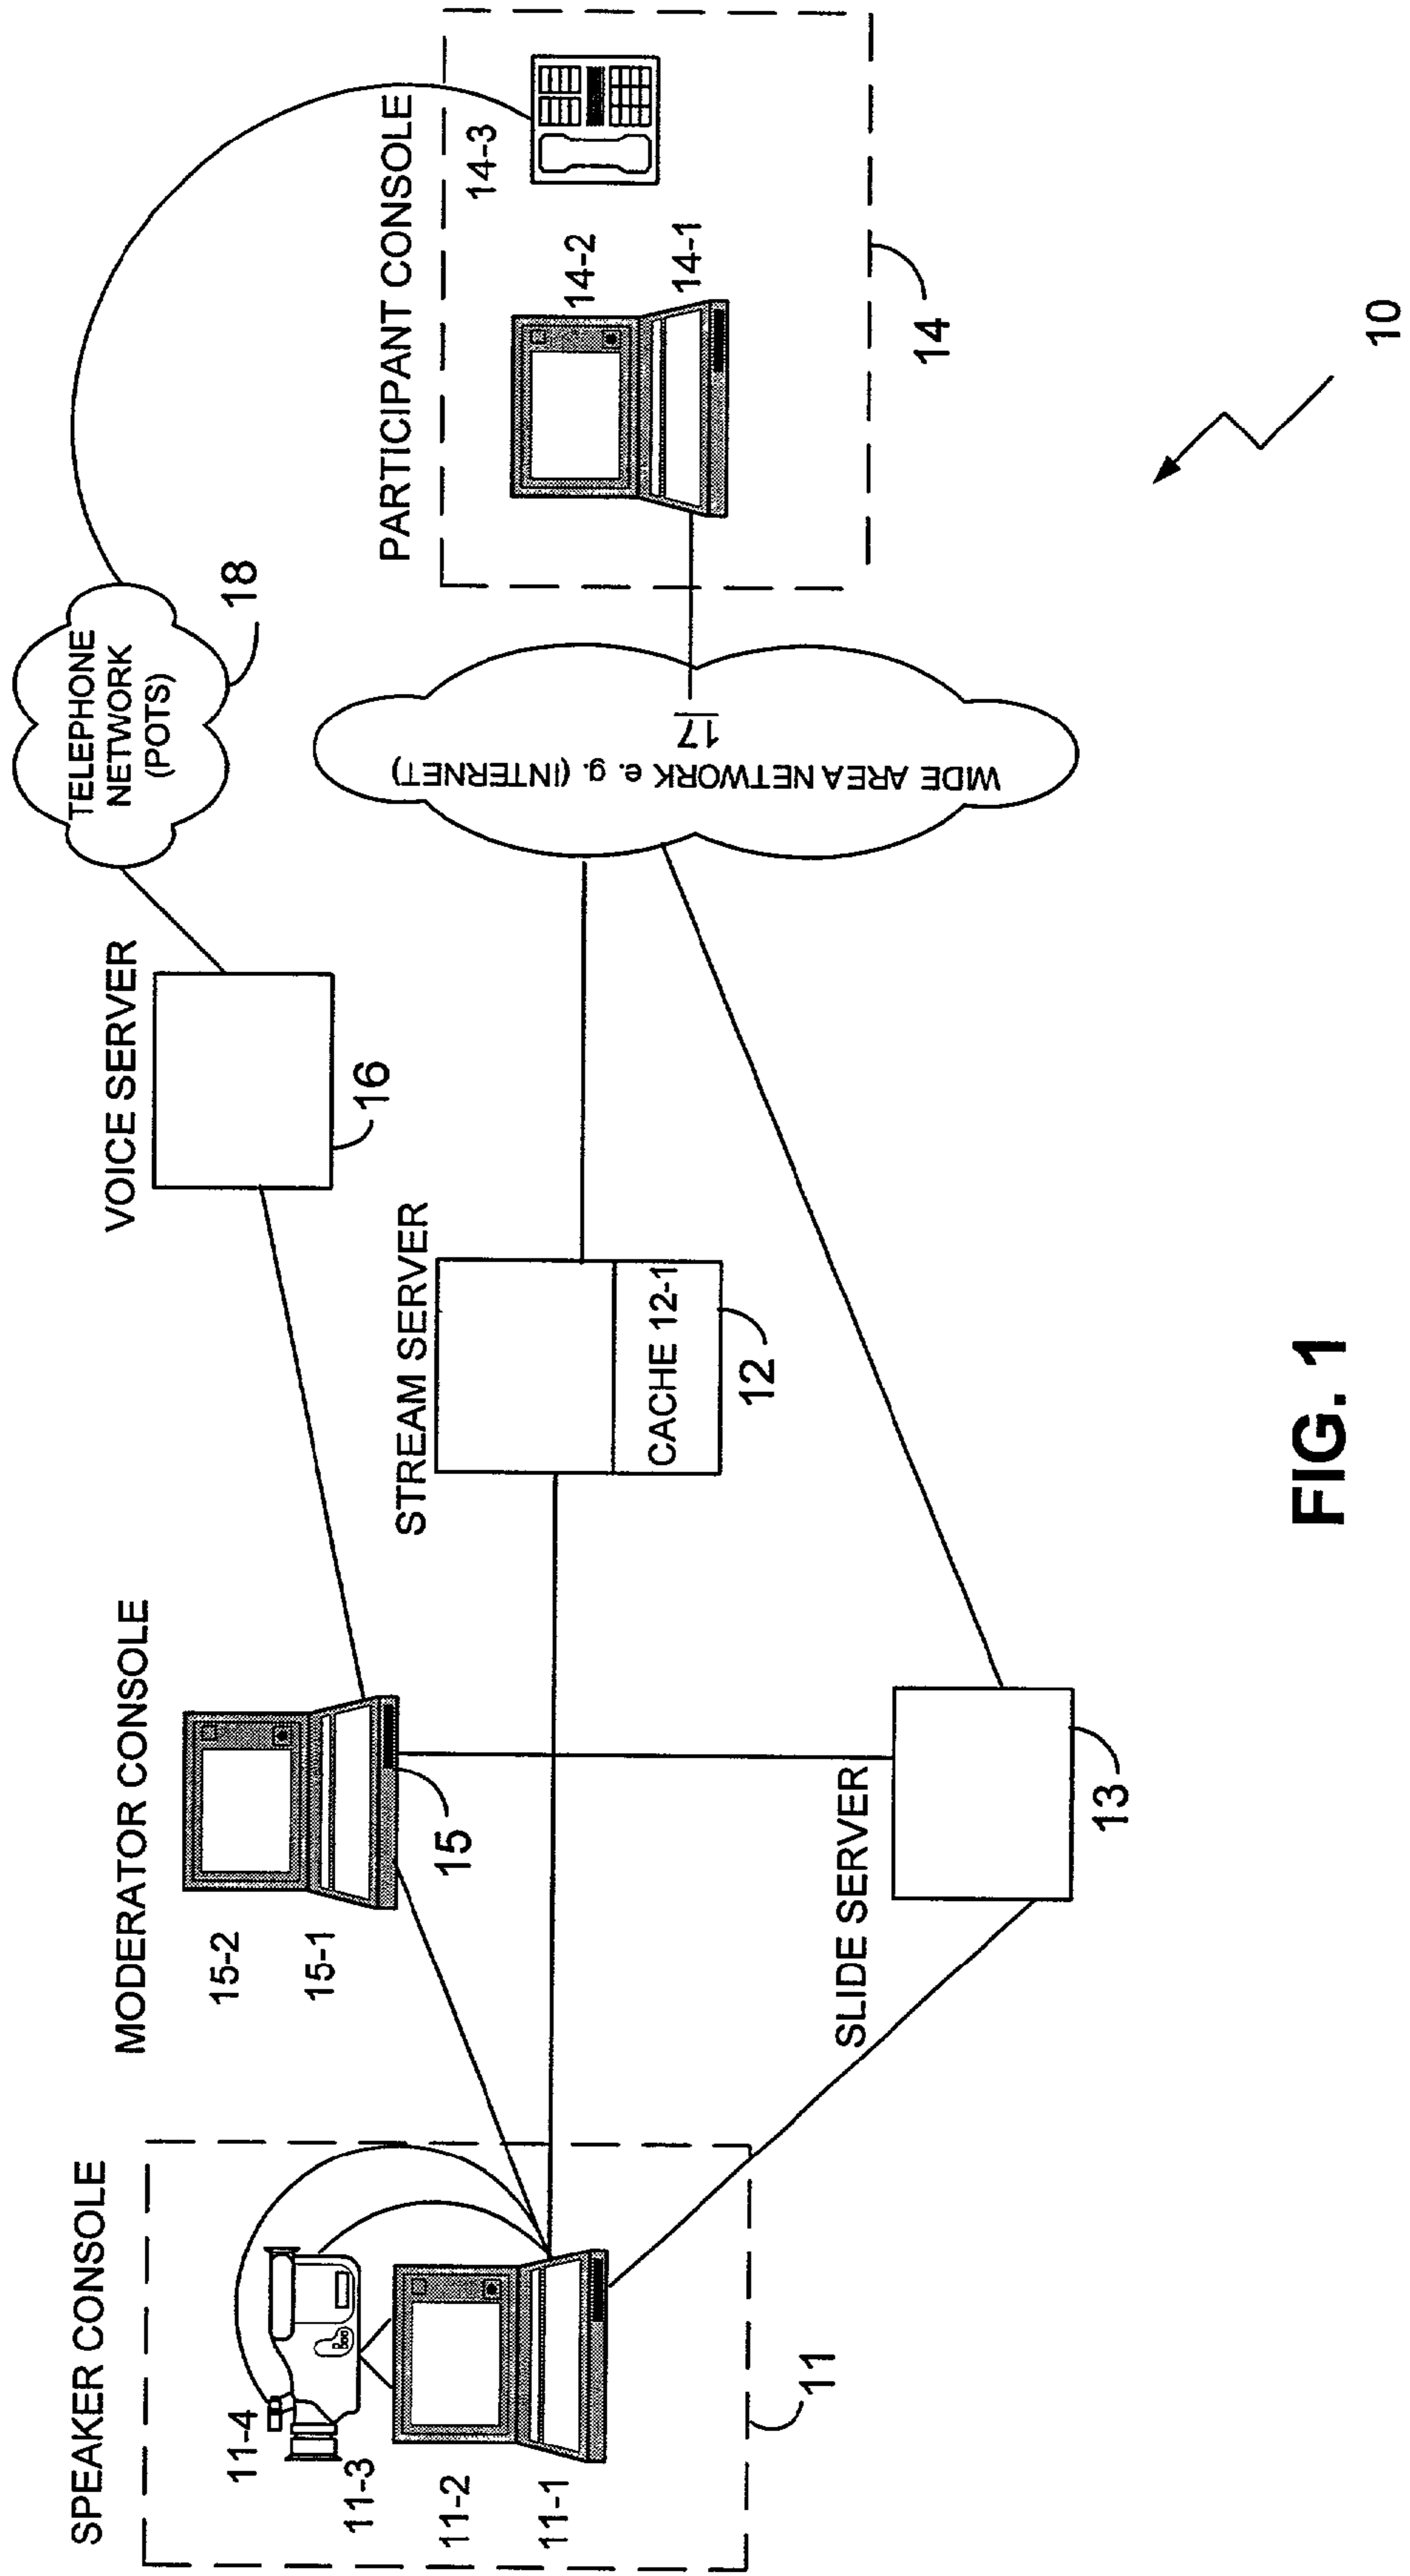 SPEAKER CONSOLE
11-4
11-3
11-2
11-1
11
MODERATOR CONSOLE
15-2
15-1
15
SLIDE SERVER
13
STREAM SERVER
CACHE 12-1
12
VOICE SERVER
16
TELEPHONE
NETWORK
(POTS)
18
WIDE AREA NETWORK e. g. (INTERNET)
17
PARTICIPANT CONSOLE
14-3
14-2
14-1
14
10
FIG. 1